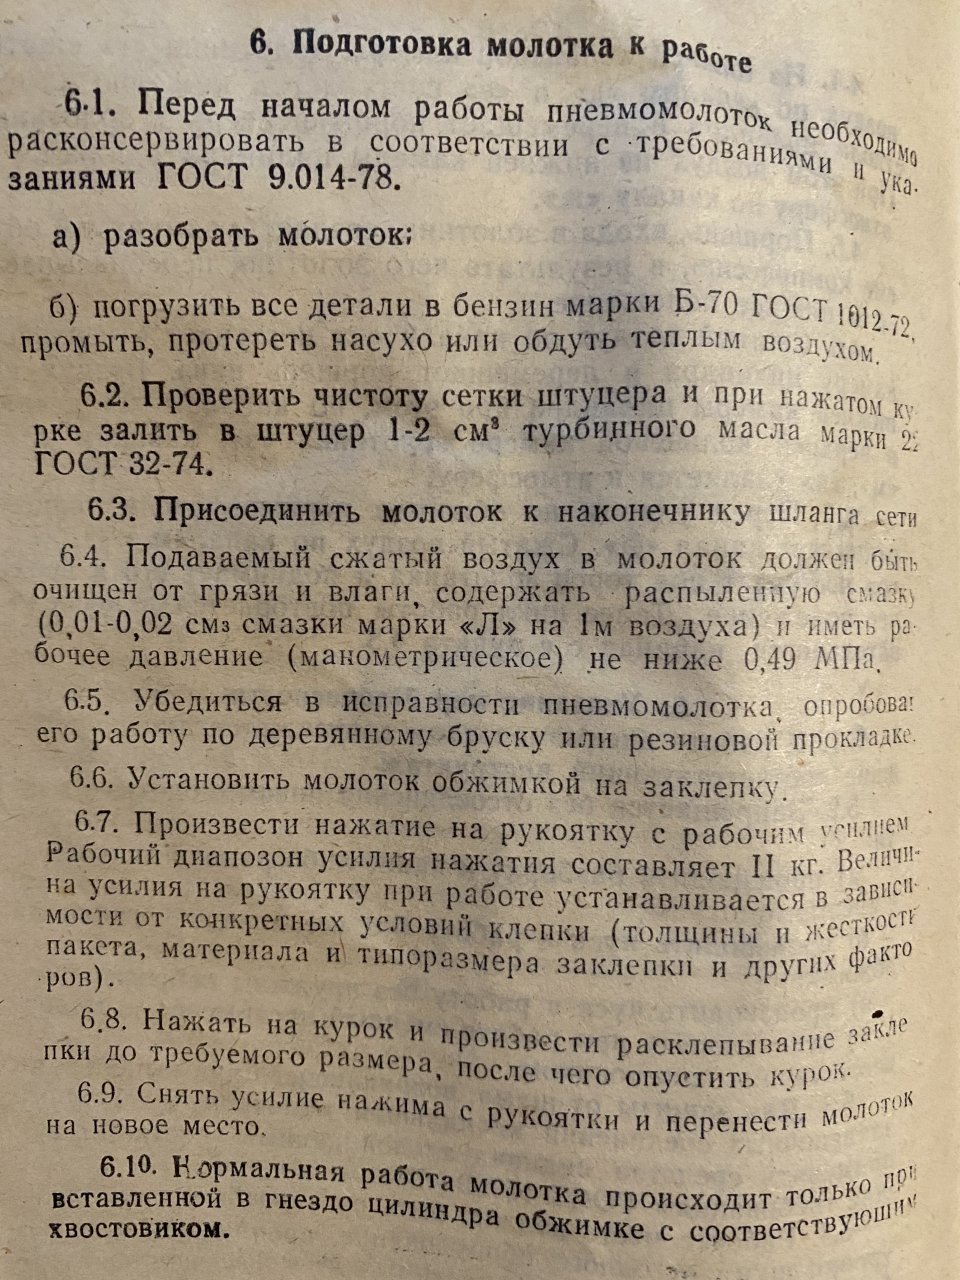 6. Подготовка молотка к работе
6.1. Перед началом работы пневмомолоток необходимо
расконсервировать в соответствии с требованиями и ука-
заниями ГОСТ 9.014-78.
а) разобрать молоток;
б) погрузить все детали в бензин марки Б-70 ГОСТ 1012-72,
промыть, протереть насухо или обдуть теплым воздухом.
6.2. Проверить чистоту сетки штуцера и при нажатом ку
рке залить в штуцер 1-2 см³ турбинного масла марки 22
ГОСТ 32-74.
6.3. Присоединить молоток к наконечнику шланга сети
6.4. Подаваемый сжатый воздух в молоток должен быть
очищен от грязи и влаги, содержать распыленную смазку
(0,01-0,02 смз смазки марки «Л» на 1м воздуха) и иметь ра-
бочее давление (манометрическое) не ниже 0,49 МПа.
6.5. Убедиться в исправности пневмомолотка, опробоват
его работу по деревянному бруску или резиновой прокладке.
6.6. Установить молоток обжимкой на заклепку.
6.7. Произвести нажатие на рукоятку с рабочим усилием
Рабочий диапозон усилия нажатия составляет II кг. Величи-
на усилия на рукоятку при работе устанавливается в зависи-
мости от конкретных условий клепки (толщины и жесткости
пакета, материала и типоразмера заклепки и других факто
ров).
6.8. Нажать на курок и произвести расклепывание закле
пки до требуемого размера, после чего опустить курок.
6.9. Снять усилие нажима с рукоятки и перенести молоток
на новое место.
6.10. Нормальная работа молотка происходит только при
вставленной в гнездо цилиндра обжимке с соответствующим
хвостовиком.